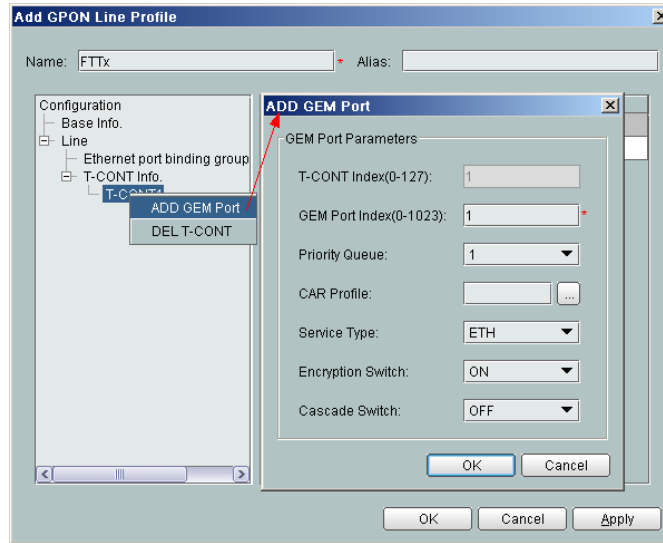 Add GPON Line Profile
Name: FTTx * Alias:
Configuration
Base Info.
Line
Ethernet port binding group
T-CONT Info.
T-CONT1
ADD GEM Port
DEL T-CONT
ADD GEM Port
GEM Port Parameters
T-CONT Index(0-127): 1
GEM Port Index(0-1023): 1 *
Priority Queue: 1
CAR Profile: ...
Service Type: ETH
Encryption Switch: ON
Cascade Switch: OFF
OK Cancel
OK Cancel Apply